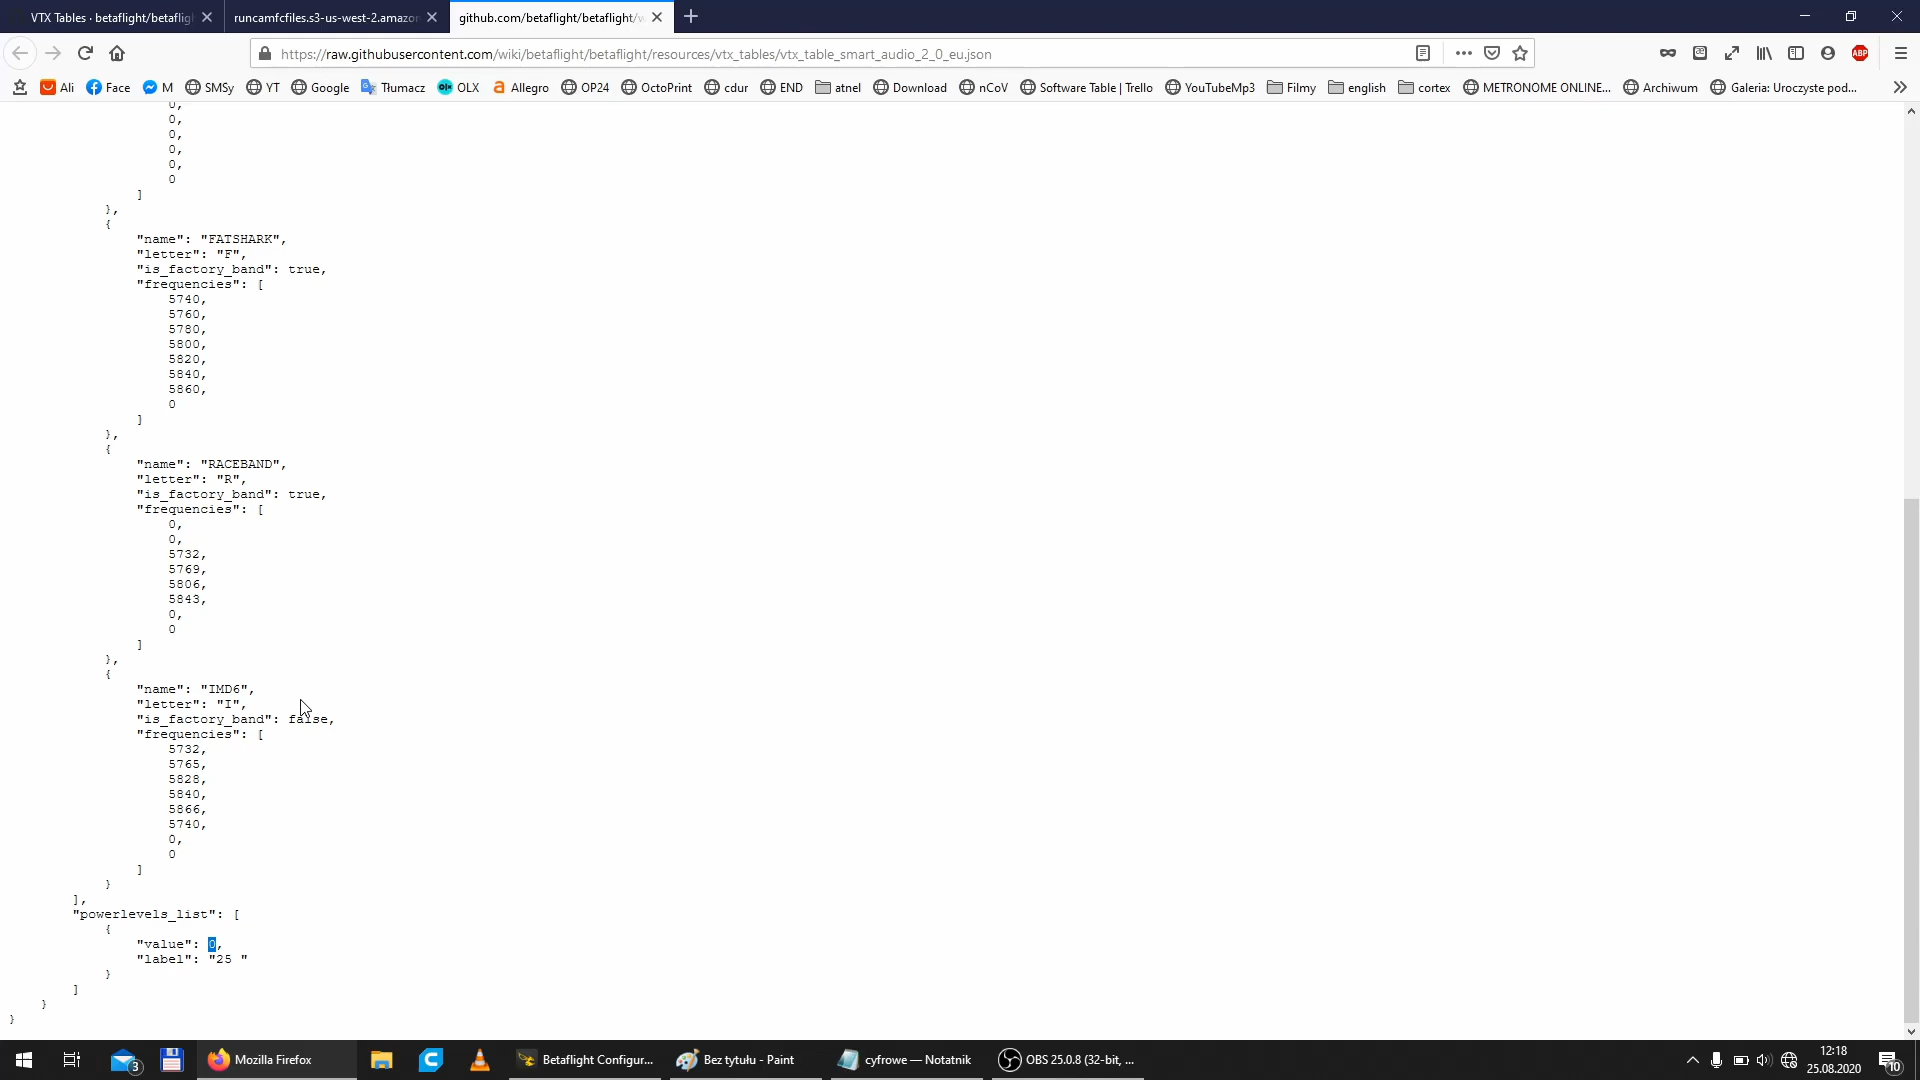 VTX Tables · betaflight/betaflig
runcamfcfiles.s3-us-west-2.amazo
github.com/betaflight/betaflight/w
https://raw.githubusercontent.com/wiki/betaflight/betaflight/resources/vtx_tables/vtx_table_smart_audio_2_0_eu.json
ABP
Ali Face M SMSy YT Google Tłumacz OLX Allegro OP24 OctoPrint cdur END atnel Download nCoV Software Table | Trello YouTubeMp3 Filmy english cortex METRONOME ONLINE... Archiwum Galeria: Uroczyste pod...
0,
0,
0,
0,
0,
0
]
},
{
"name": "FATSHARK",
"letter": "F",
"is_factory_band": true,
"frequencies": [
5740,
5760,
5780,
5800,
5820,
5840,
5860,
0
]
},
{
"name": "RACEBAND",
"letter": "R",
"is_factory_band": true,
"frequencies": [
0,
0,
5732,
5769,
5806,
5843,
0,
0
]
},
{
"name": "IMD6",
"letter": "I",
"is_factory_band": false,
"frequencies": [
5732,
5765,
5828,
5840,
5866,
5740,
0,
0
]
}
],
"powerlevels_list": [
{
"value": 0,
"label": "25 "
}
]
}
}
3
Mozilla Firefox
Betaflight Configur...
Bez tytułu - Paint
cyfrowe — Notatnik
OBS 25.0.8 (32-bit, ...
12:18
25.08.2020
10